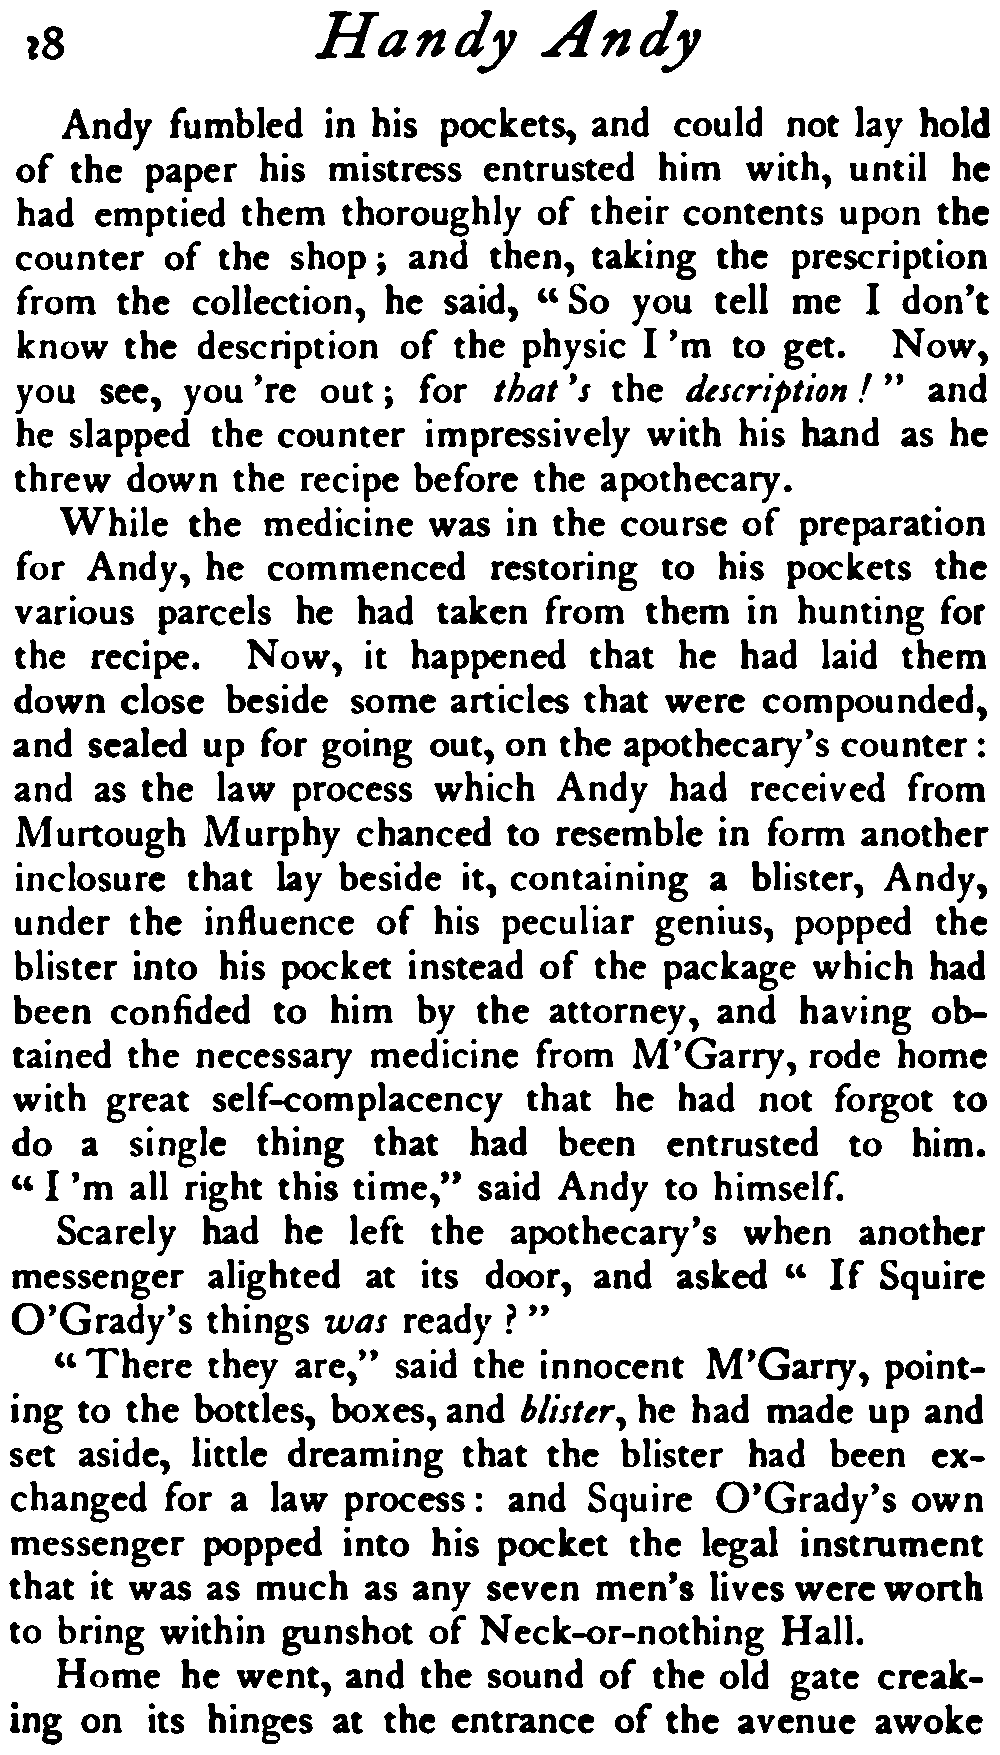 28 Handy Andy
Andy fumbled in his pockets, and could not lay hold
of the paper his mistress entrusted him with, until he
had emptied them thoroughly of their contents upon the
counter of the shop; and then, taking the prescription
from the collection, he said, “So you tell me I don't
know the description of the physic I 'm to get. Now,
you see, you 're out; for that 's the description!” and
he slapped the counter impressively with his hand as he
threw down the recipe before the apothecary.
While the medicine was in the course of preparation
for Andy, he commenced restoring to his pockets the
various parcels he had taken from them in hunting for
the recipe. Now, it happened that he had laid them
down close beside some articles that were compounded,
and sealed up for going out, on the apothecary's counter:
and as the law process which Andy had received from
Murtough Murphy chanced to resemble in form another
inclosure that lay beside it, containing a blister, Andy,
under the influence of his peculiar genius, popped the
blister into his pocket instead of the package which had
been confided to him by the attorney, and having ob-
tained the necessary medicine from M'Garry, rode home
with great self-complacency that he had not forgot to
do a single thing that had been entrusted to him.
“I 'm all right this time,” said Andy to himself.
Scarely had he left the apothecary's when another
messenger alighted at its door, and asked “ If Squire
O'Grady's things was ready?”
“There they are,” said the innocent M'Garry, point-
ing to the bottles, boxes, and blister, he had made up and
set aside, little dreaming that the blister had been ex-
changed for a law process: and Squire O'Grady's own
messenger popped into his pocket the legal instrument
that it was as much as any seven men's lives were worth
to bring within gunshot of Neck-or-nothing Hall.
Home he went, and the sound of the old gate creak-
ing on its hinges at the entrance of the avenue awoke